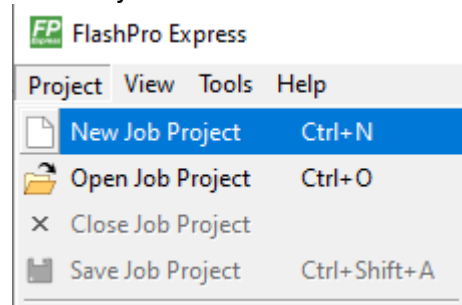 FP Express FlashPro Express
Project View Tools Help
New Job Project Ctrl+N
Open Job Project Ctrl+O
Close Job Project
Save Job Project Ctrl+Shift+A